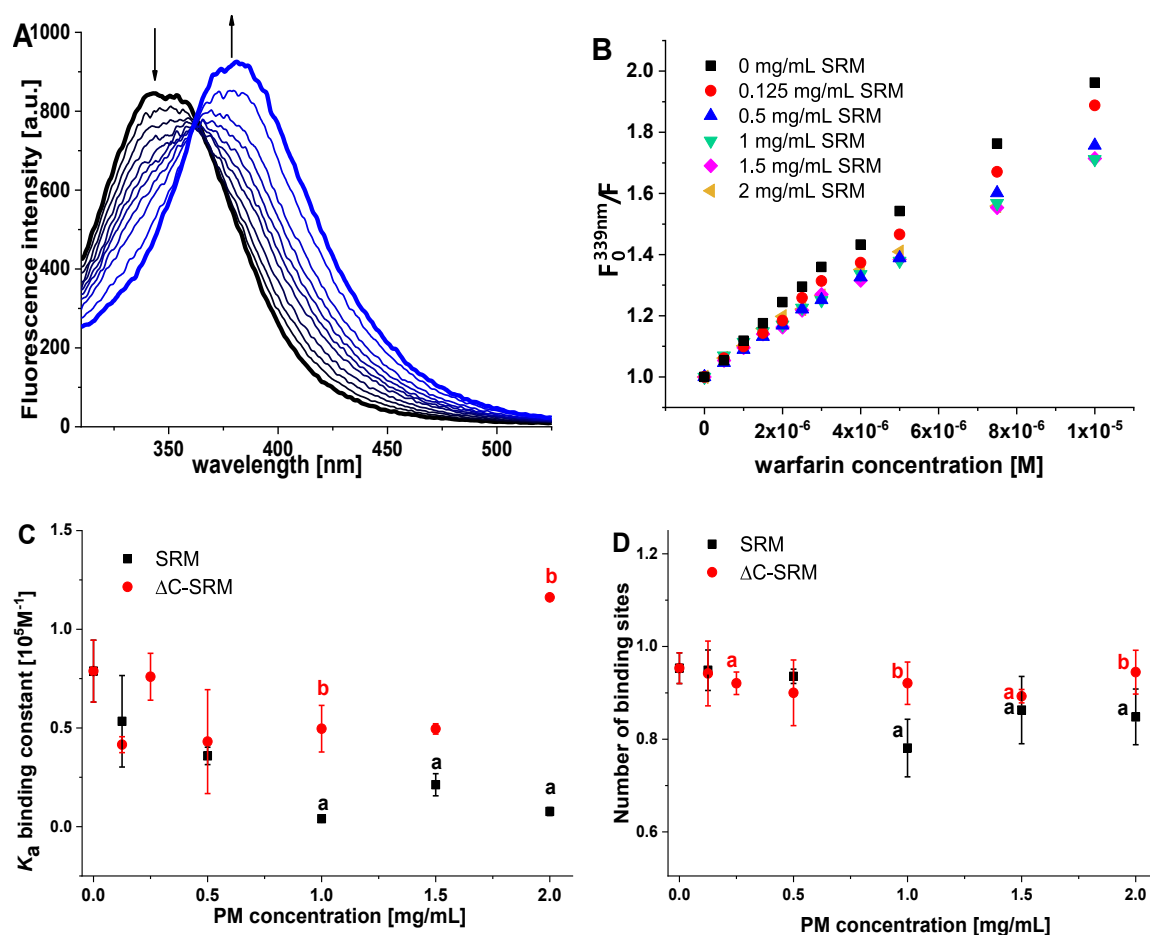 A
Fluorescence intensity [a.u.]
1000
800
600
400
200
0
350
400
450
500
wavelength [nm]
B
F₀³³⁹ⁿᵐ/F
2.0
1.8
1.6
1.4
1.2
1.0
0 mg/mL SRM
0.125 mg/mL SRM
0.5 mg/mL SRM
1 mg/mL SRM
1.5 mg/mL SRM
2 mg/mL SRM
0
2x10⁻⁶
4x10⁻⁶
6x10⁻⁶
8x10⁻⁶
1x10⁻⁵
warfarin concentration [M]
C
Kₐ binding constant [10⁵M⁻¹]
1.5
1.0
0.5
0.0
SRM
ΔC-SRM
b
b
a
a
a
0.0
0.5
1.0
1.5
2.0
PM concentration [mg/mL]
D
Number of binding sites
1.2
1.0
0.8
0.6
SRM
ΔC-SRM
a
b
a
b
a
a
a
0.0
0.5
1.0
1.5
2.0
PM concentration [mg/mL]